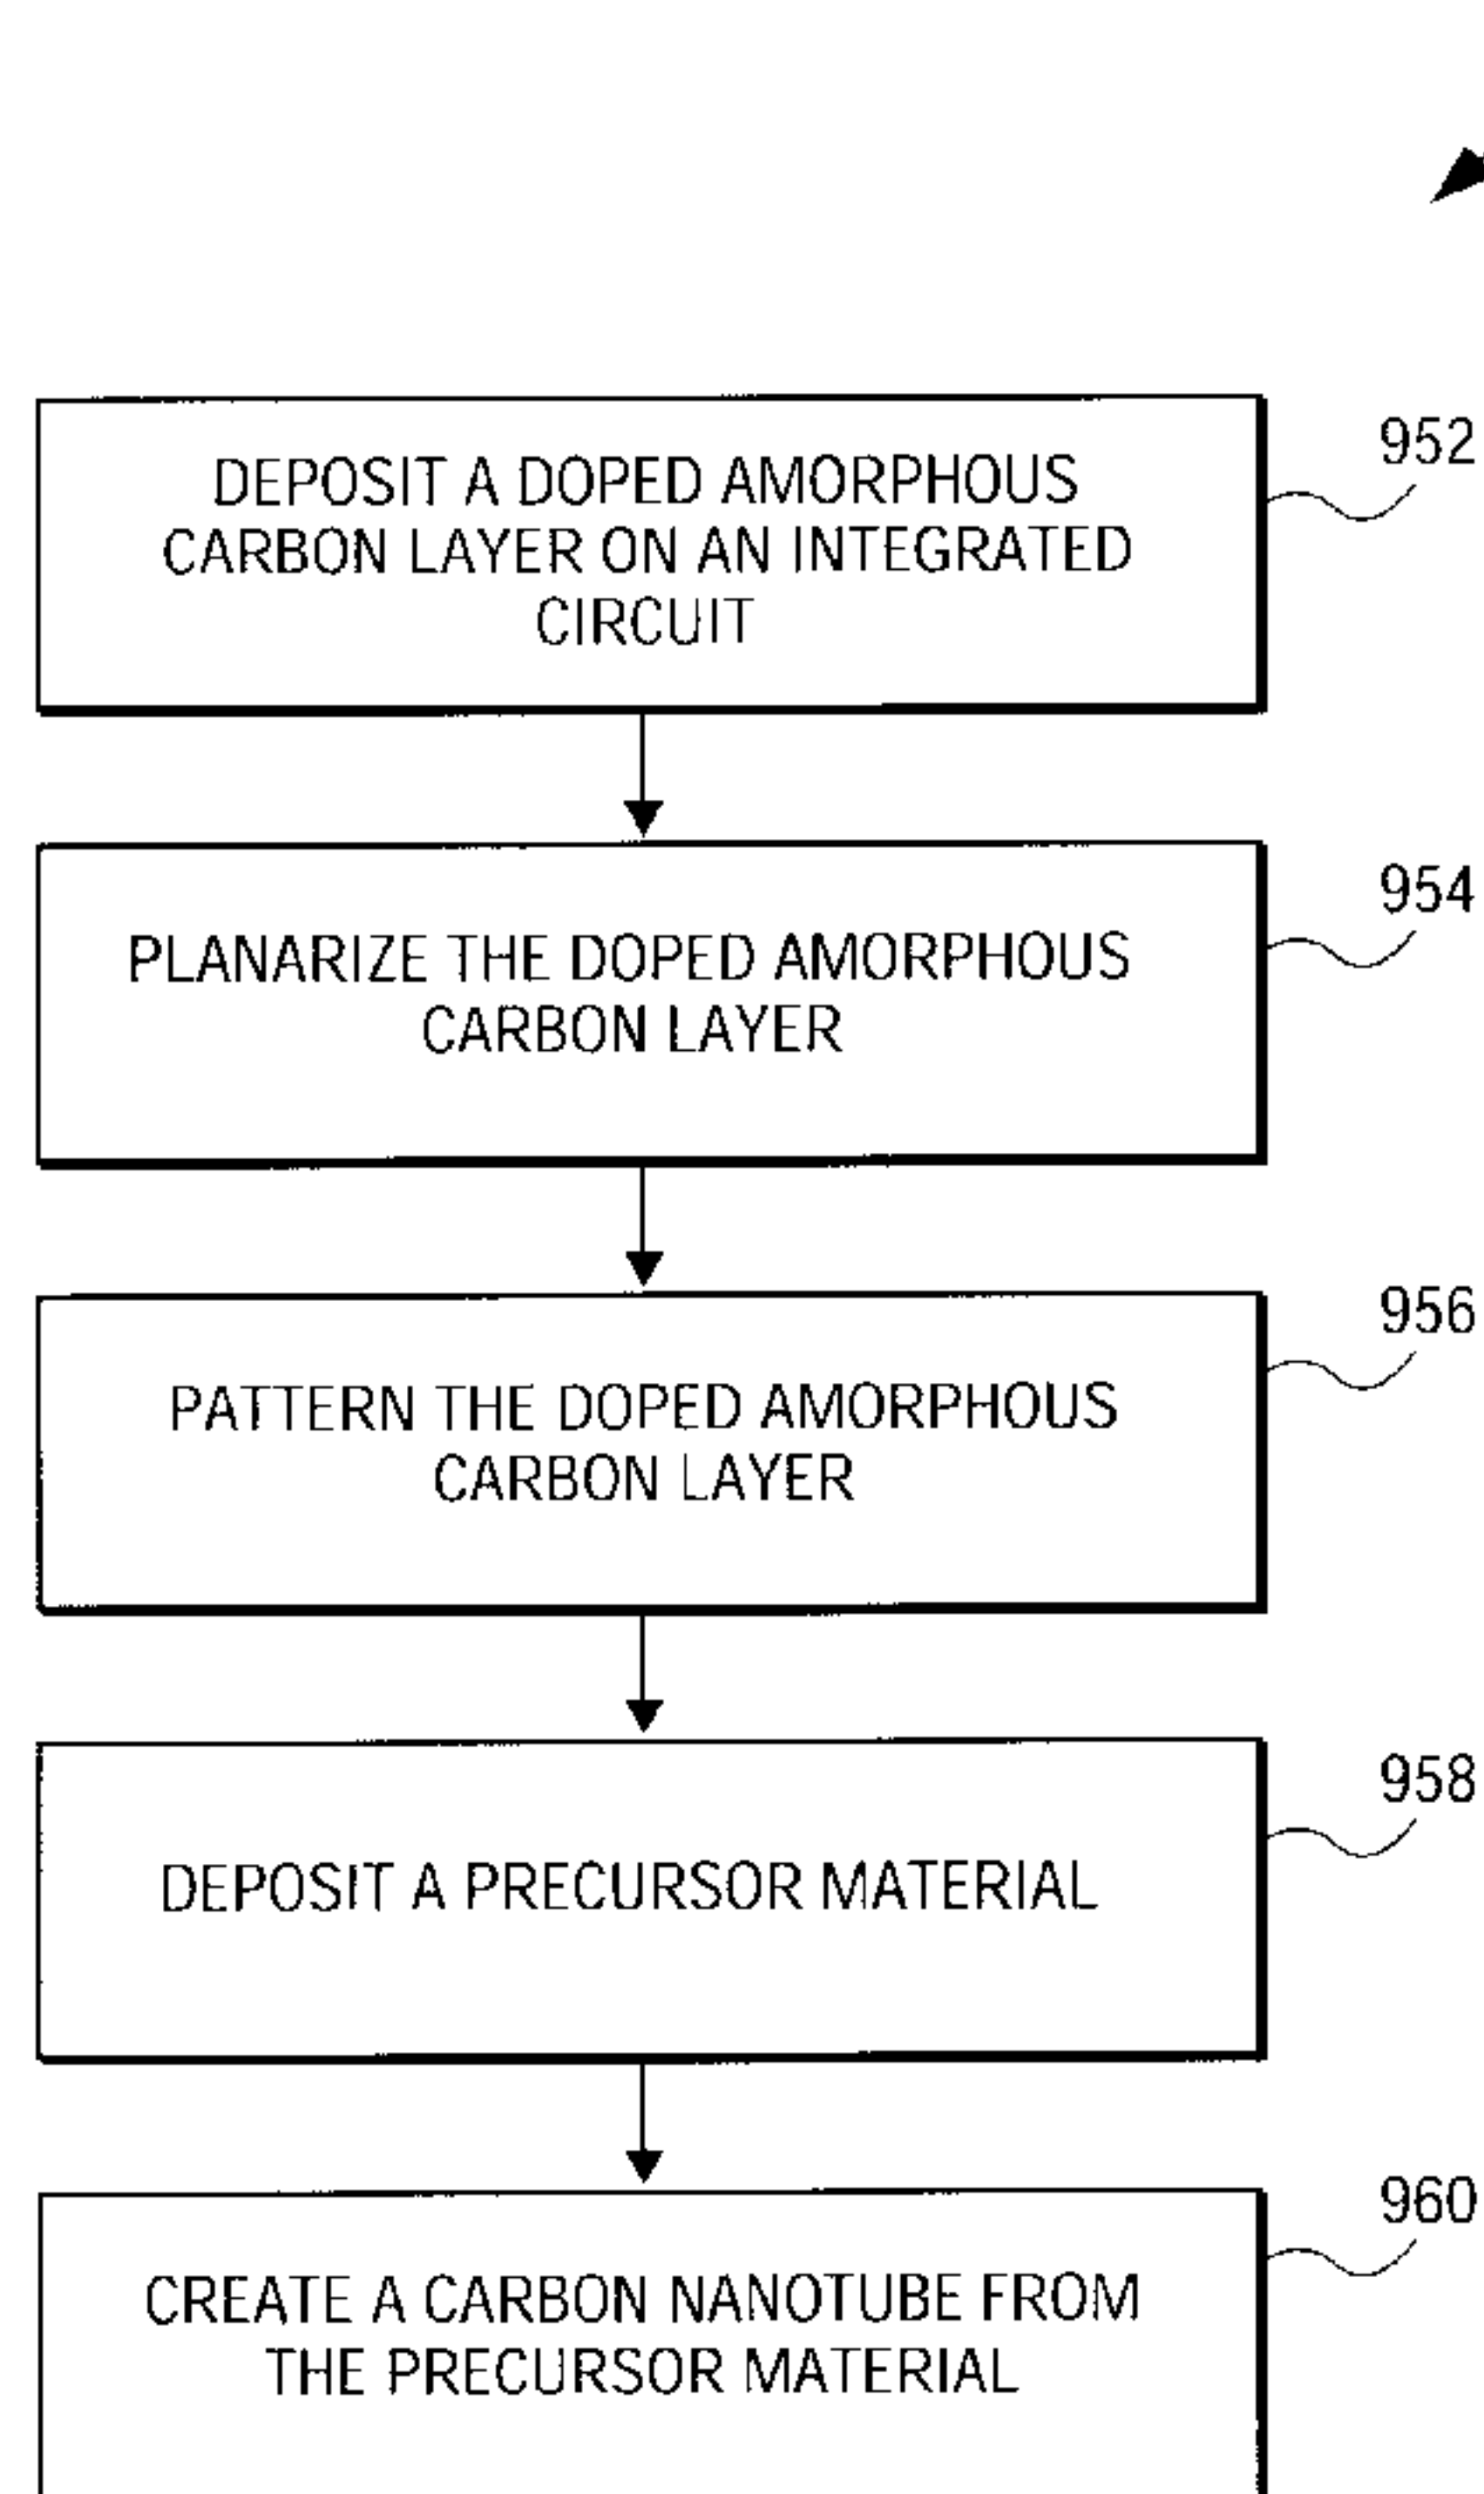 DEPOSIT A DOPED AMORPHOUS
CARBON LAYER ON AN INTEGRATED
CIRCUIT
952
PLANARIZE THE DOPED AMORPHOUS
CARBON LAYER
954
PATTERN THE DOPED AMORPHOUS
CARBON LAYER
956
DEPOSIT A PRECURSOR MATERIAL
958
CREATE A CARBON NANOTUBE FROM
THE PRECURSOR MATERIAL
960